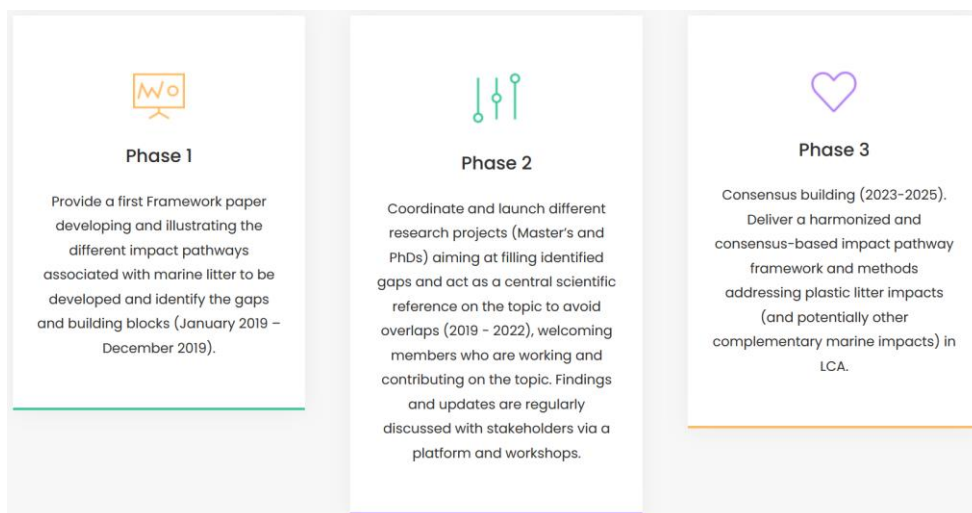 Phase 1
Provide a first Framework paper
developing and illustrating the
different impact pathways
associated with marine litter to be
developed and identify the gaps
and building blocks (January 2019 –
December 2019).
Phase 2
Coordinate and launch different
research projects (Master's and
PhDs) aiming at filling identified
gaps and act as a central scientific
reference on the topic to avoid
overlaps (2019 - 2022), welcoming
members who are working and
contributing on the topic. Findings
and updates are regularly
discussed with stakeholders via a
platform and workshops.
Phase 3
Consensus building (2023-2025).
Deliver a harmonized and
consensus-based impact pathway
framework and methods
addressing plastic litter impacts
(and potentially other
complementary marine impacts) in
LCA.